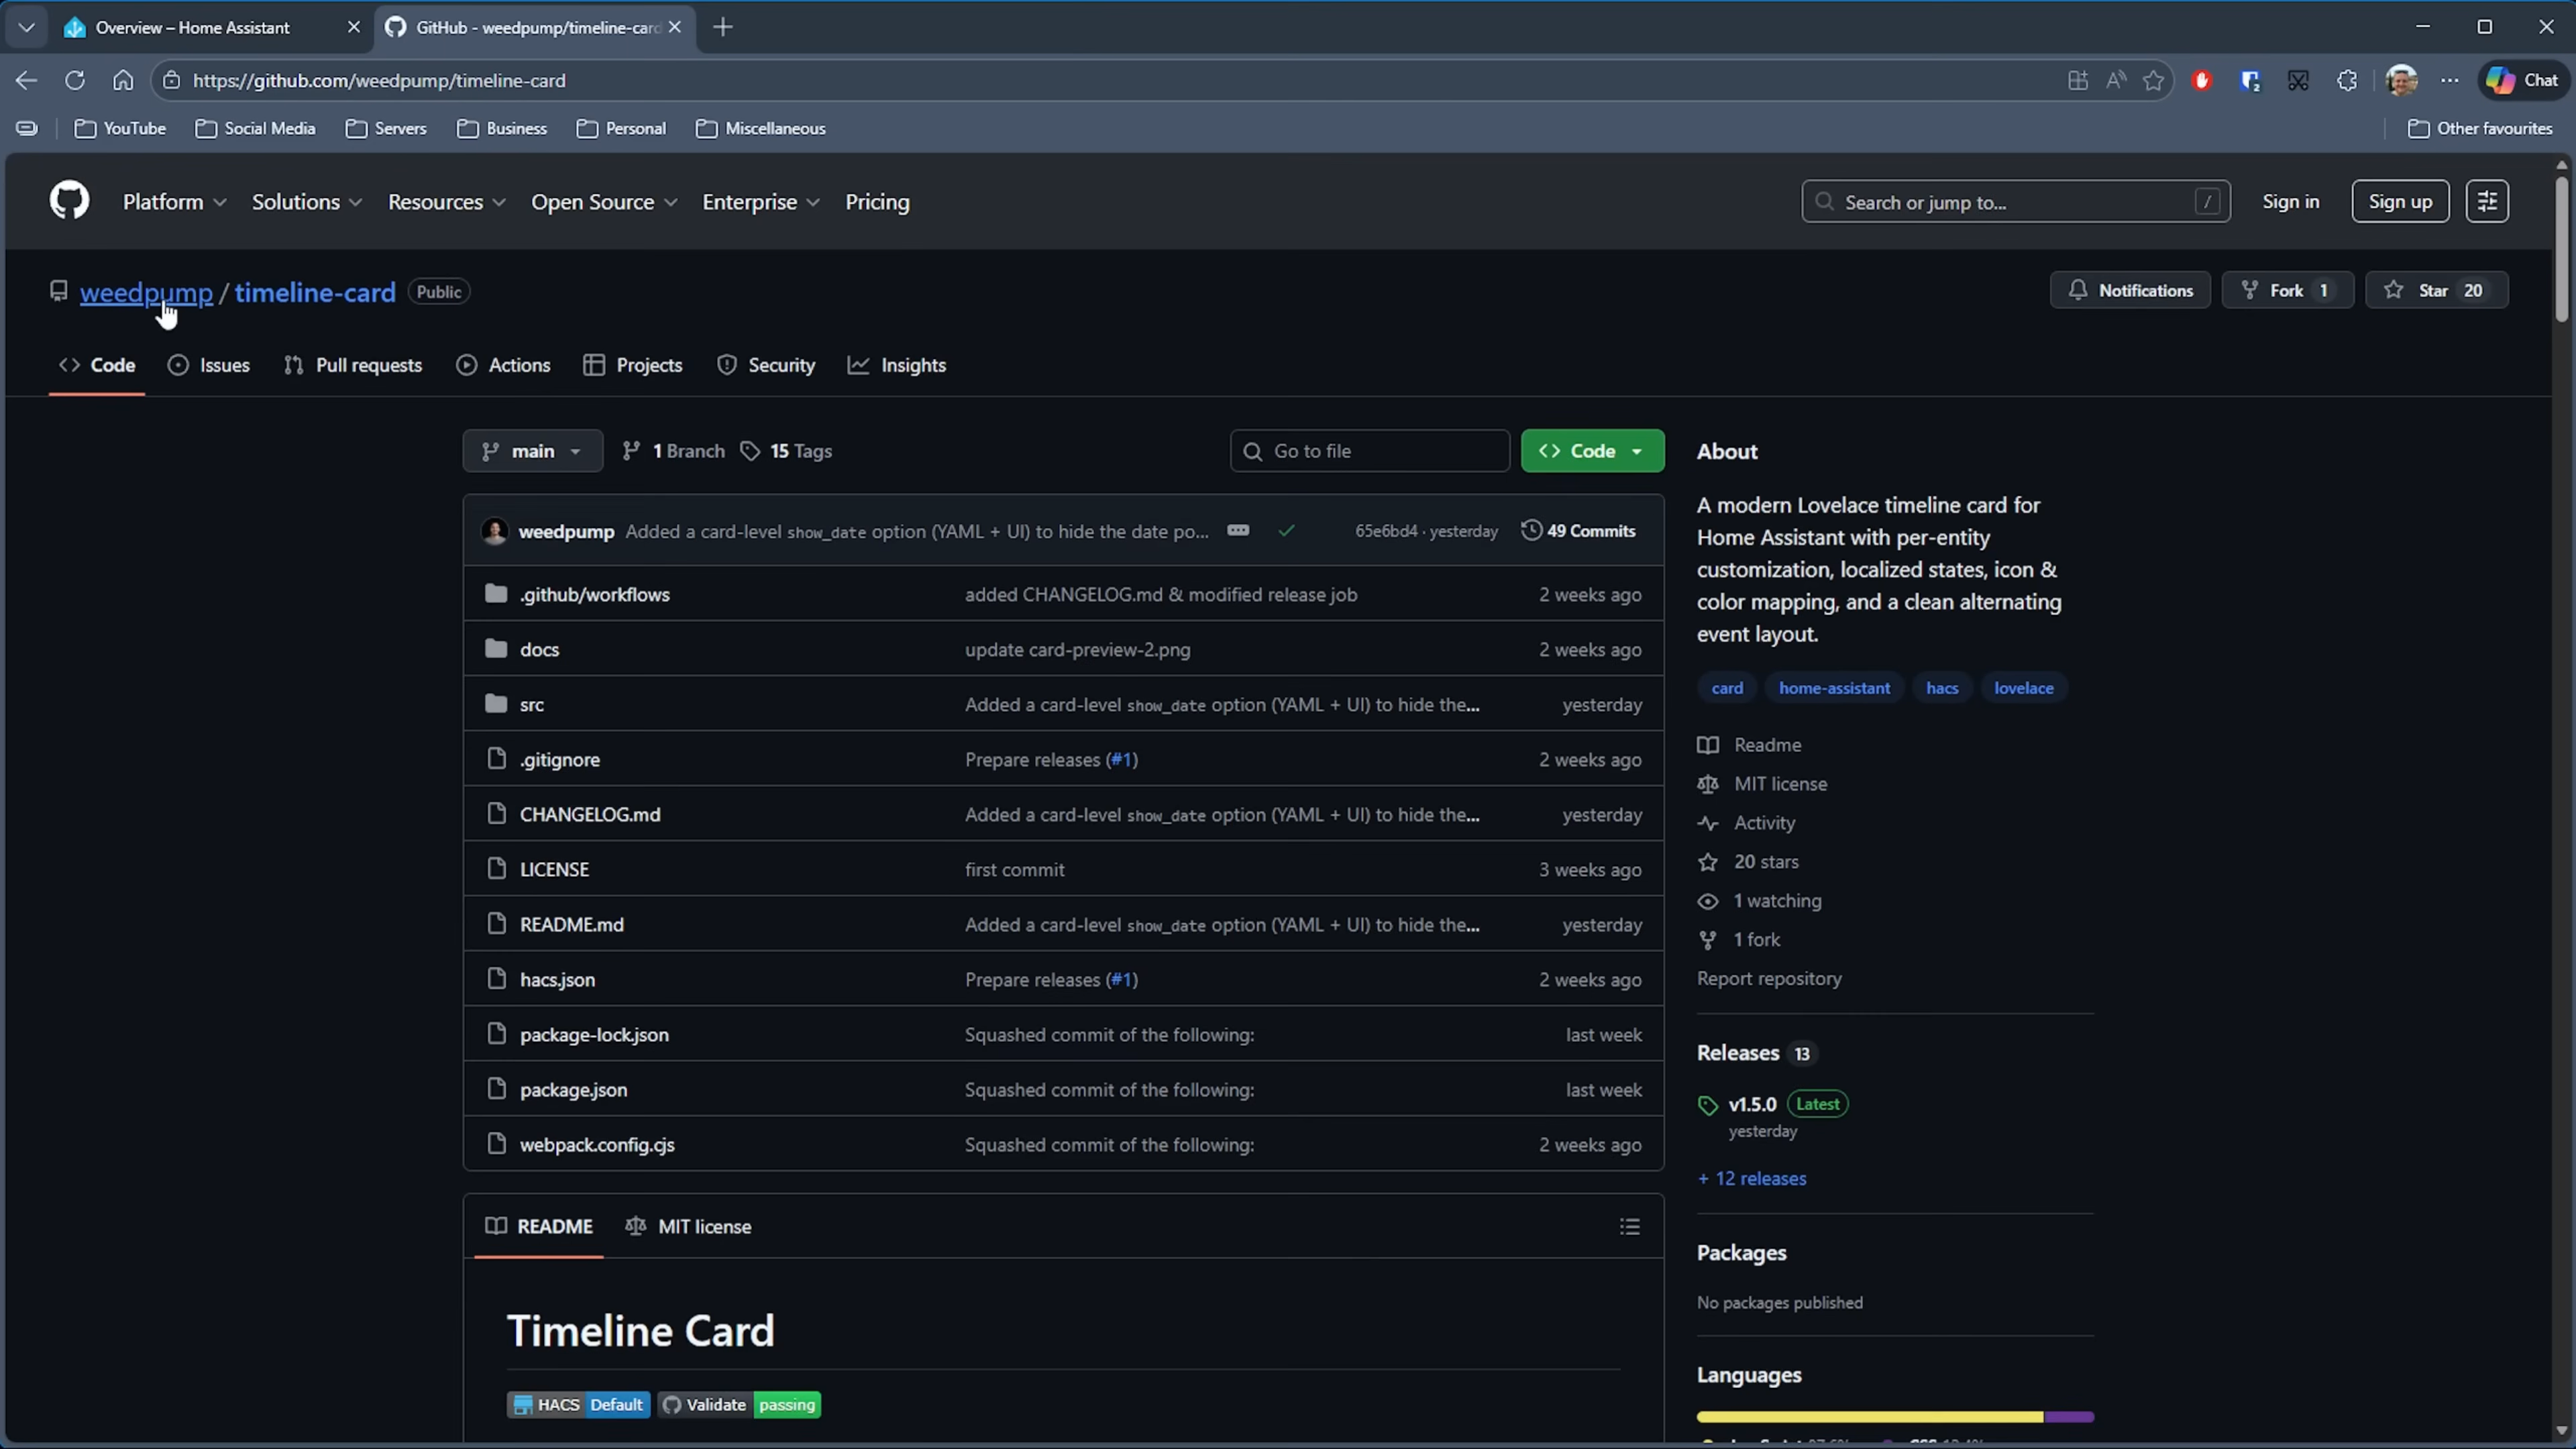 Overview – Home Assistant
GitHub - weedpump/timeline-card
https://github.com/weedpump/timeline-card
Chat
YouTube
Social Media
Servers
Business
Personal
Miscellaneous
Other favourites
Platform
Solutions
Resources
Open Source
Enterprise
Pricing
Search or jump to...
/
Sign in
Sign up
weedpump / timeline-card Public
Notifications
Fork 1
Star 20
Code
Issues
Pull requests
Actions
Projects
Security
Insights
main
1 Branch
15 Tags
Go to file
Code
weedpump Added a card-level show_date option (YAML + UI) to hide the date po... 65e6bd4 · yesterday 49 Commits
.github/workflows added CHANGELOG.md & modified release job 2 weeks ago
docs update card-preview-2.png 2 weeks ago
src Added a card-level show_date option (YAML + UI) to hide the... yesterday
.gitignore Prepare releases (#1) 2 weeks ago
CHANGELOG.md Added a card-level show_date option (YAML + UI) to hide the... yesterday
LICENSE first commit 3 weeks ago
README.md Added a card-level show_date option (YAML + UI) to hide the... yesterday
hacs.json Prepare releases (#1) 2 weeks ago
package-lock.json Squashed commit of the following: last week
package.json Squashed commit of the following: last week
webpack.config.cjs Squashed commit of the following: 2 weeks ago
README
MIT license
Timeline Card
HACS Default
Validate passing
About
A modern Lovelace timeline card for
Home Assistant with per-entity
customization, localized states, icon &
color mapping, and a clean alternating
event layout.
card home-assistant hacs lovelace
Readme
MIT license
Activity
20 stars
1 watching
1 fork
Report repository
Releases 13
v1.5.0 Latest
yesterday
+ 12 releases
Packages
No packages published
Languages